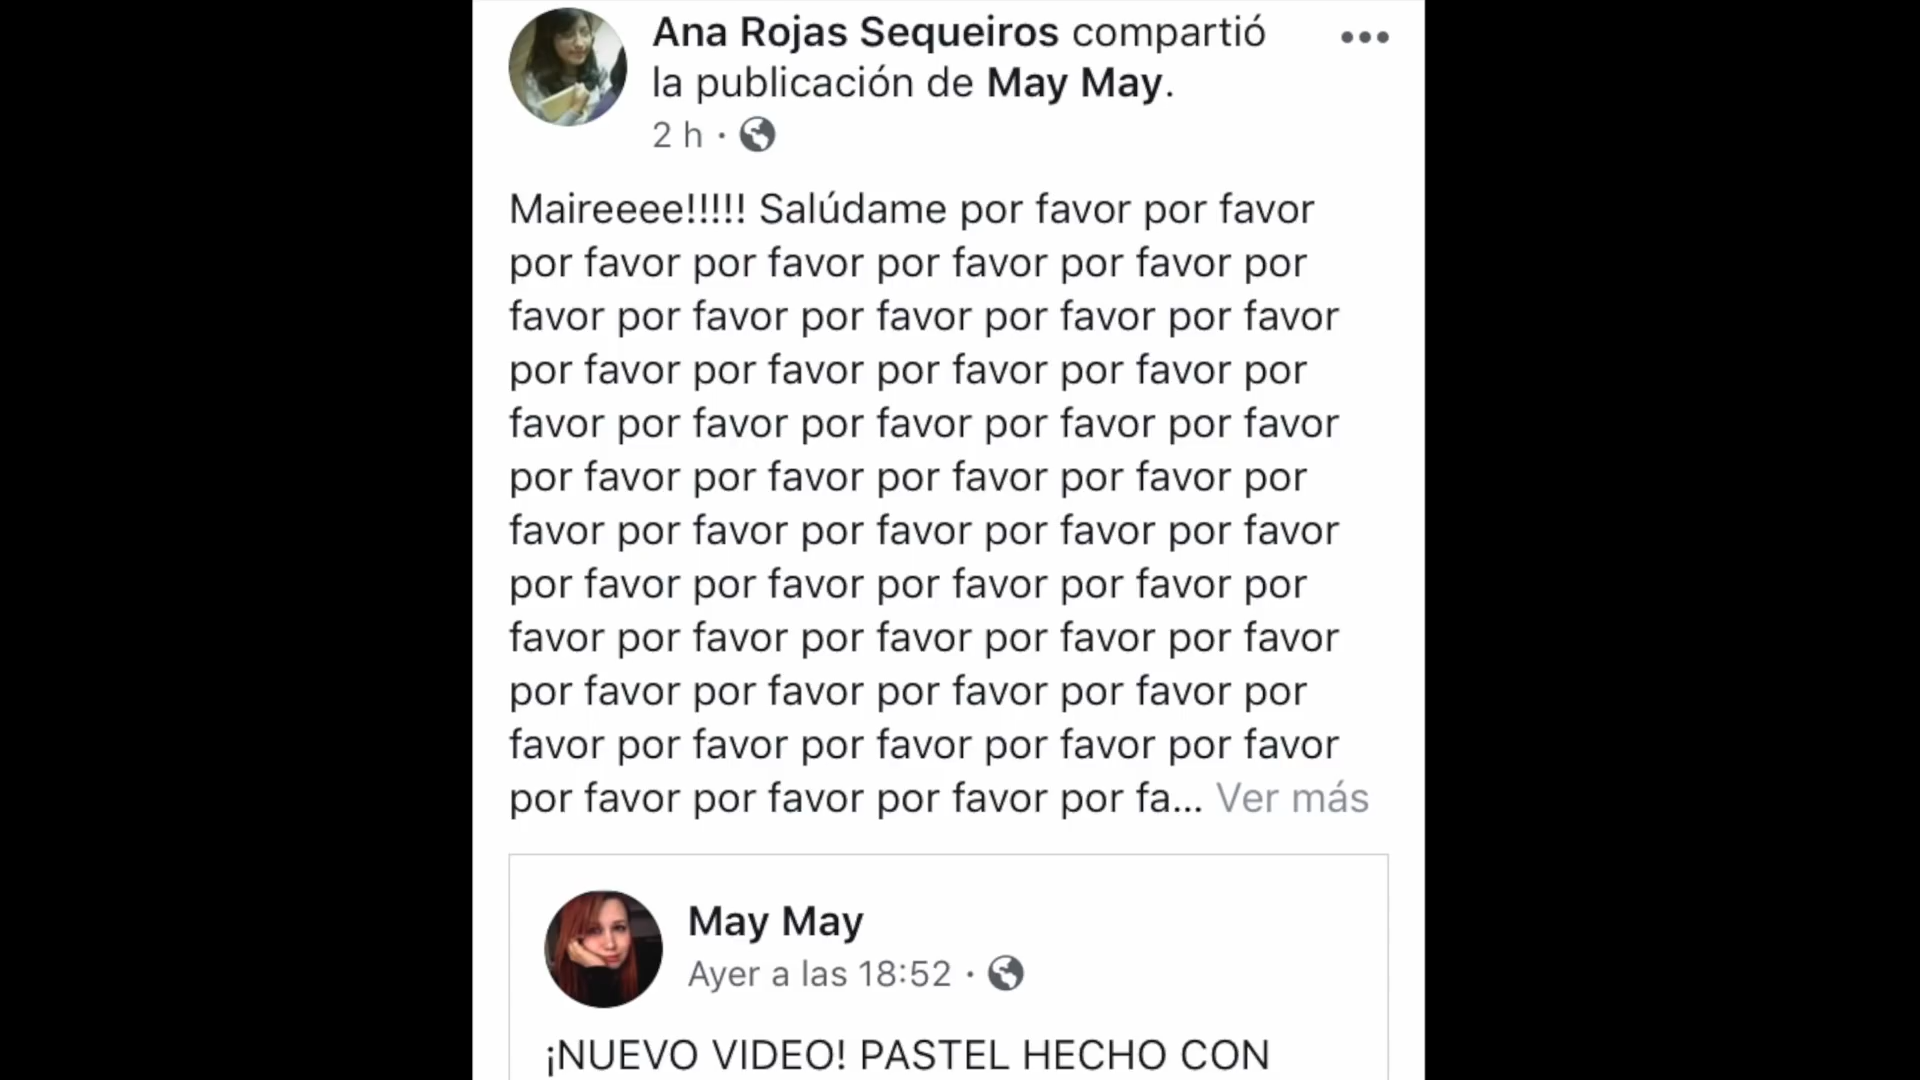 Ana Rojas Sequeiros compartió
la publicación de May May.
2 h ·
Maireeee!!!!! Salúdame por favor por favor
por favor por favor por favor por favor por
favor por favor por favor por favor por favor
por favor por favor por favor por favor por
favor por favor por favor por favor por favor
por favor por favor por favor por favor por
favor por favor por favor por favor por favor
por favor por favor por favor por favor por
favor por favor por favor por favor por favor
por favor por favor por favor por favor por
favor por favor por favor por favor por favor
por favor por favor por favor por fa... Ver más
May May
Ayer a las 18:52 ·
¡NUEVO VIDEO! PASTEL HECHO CON